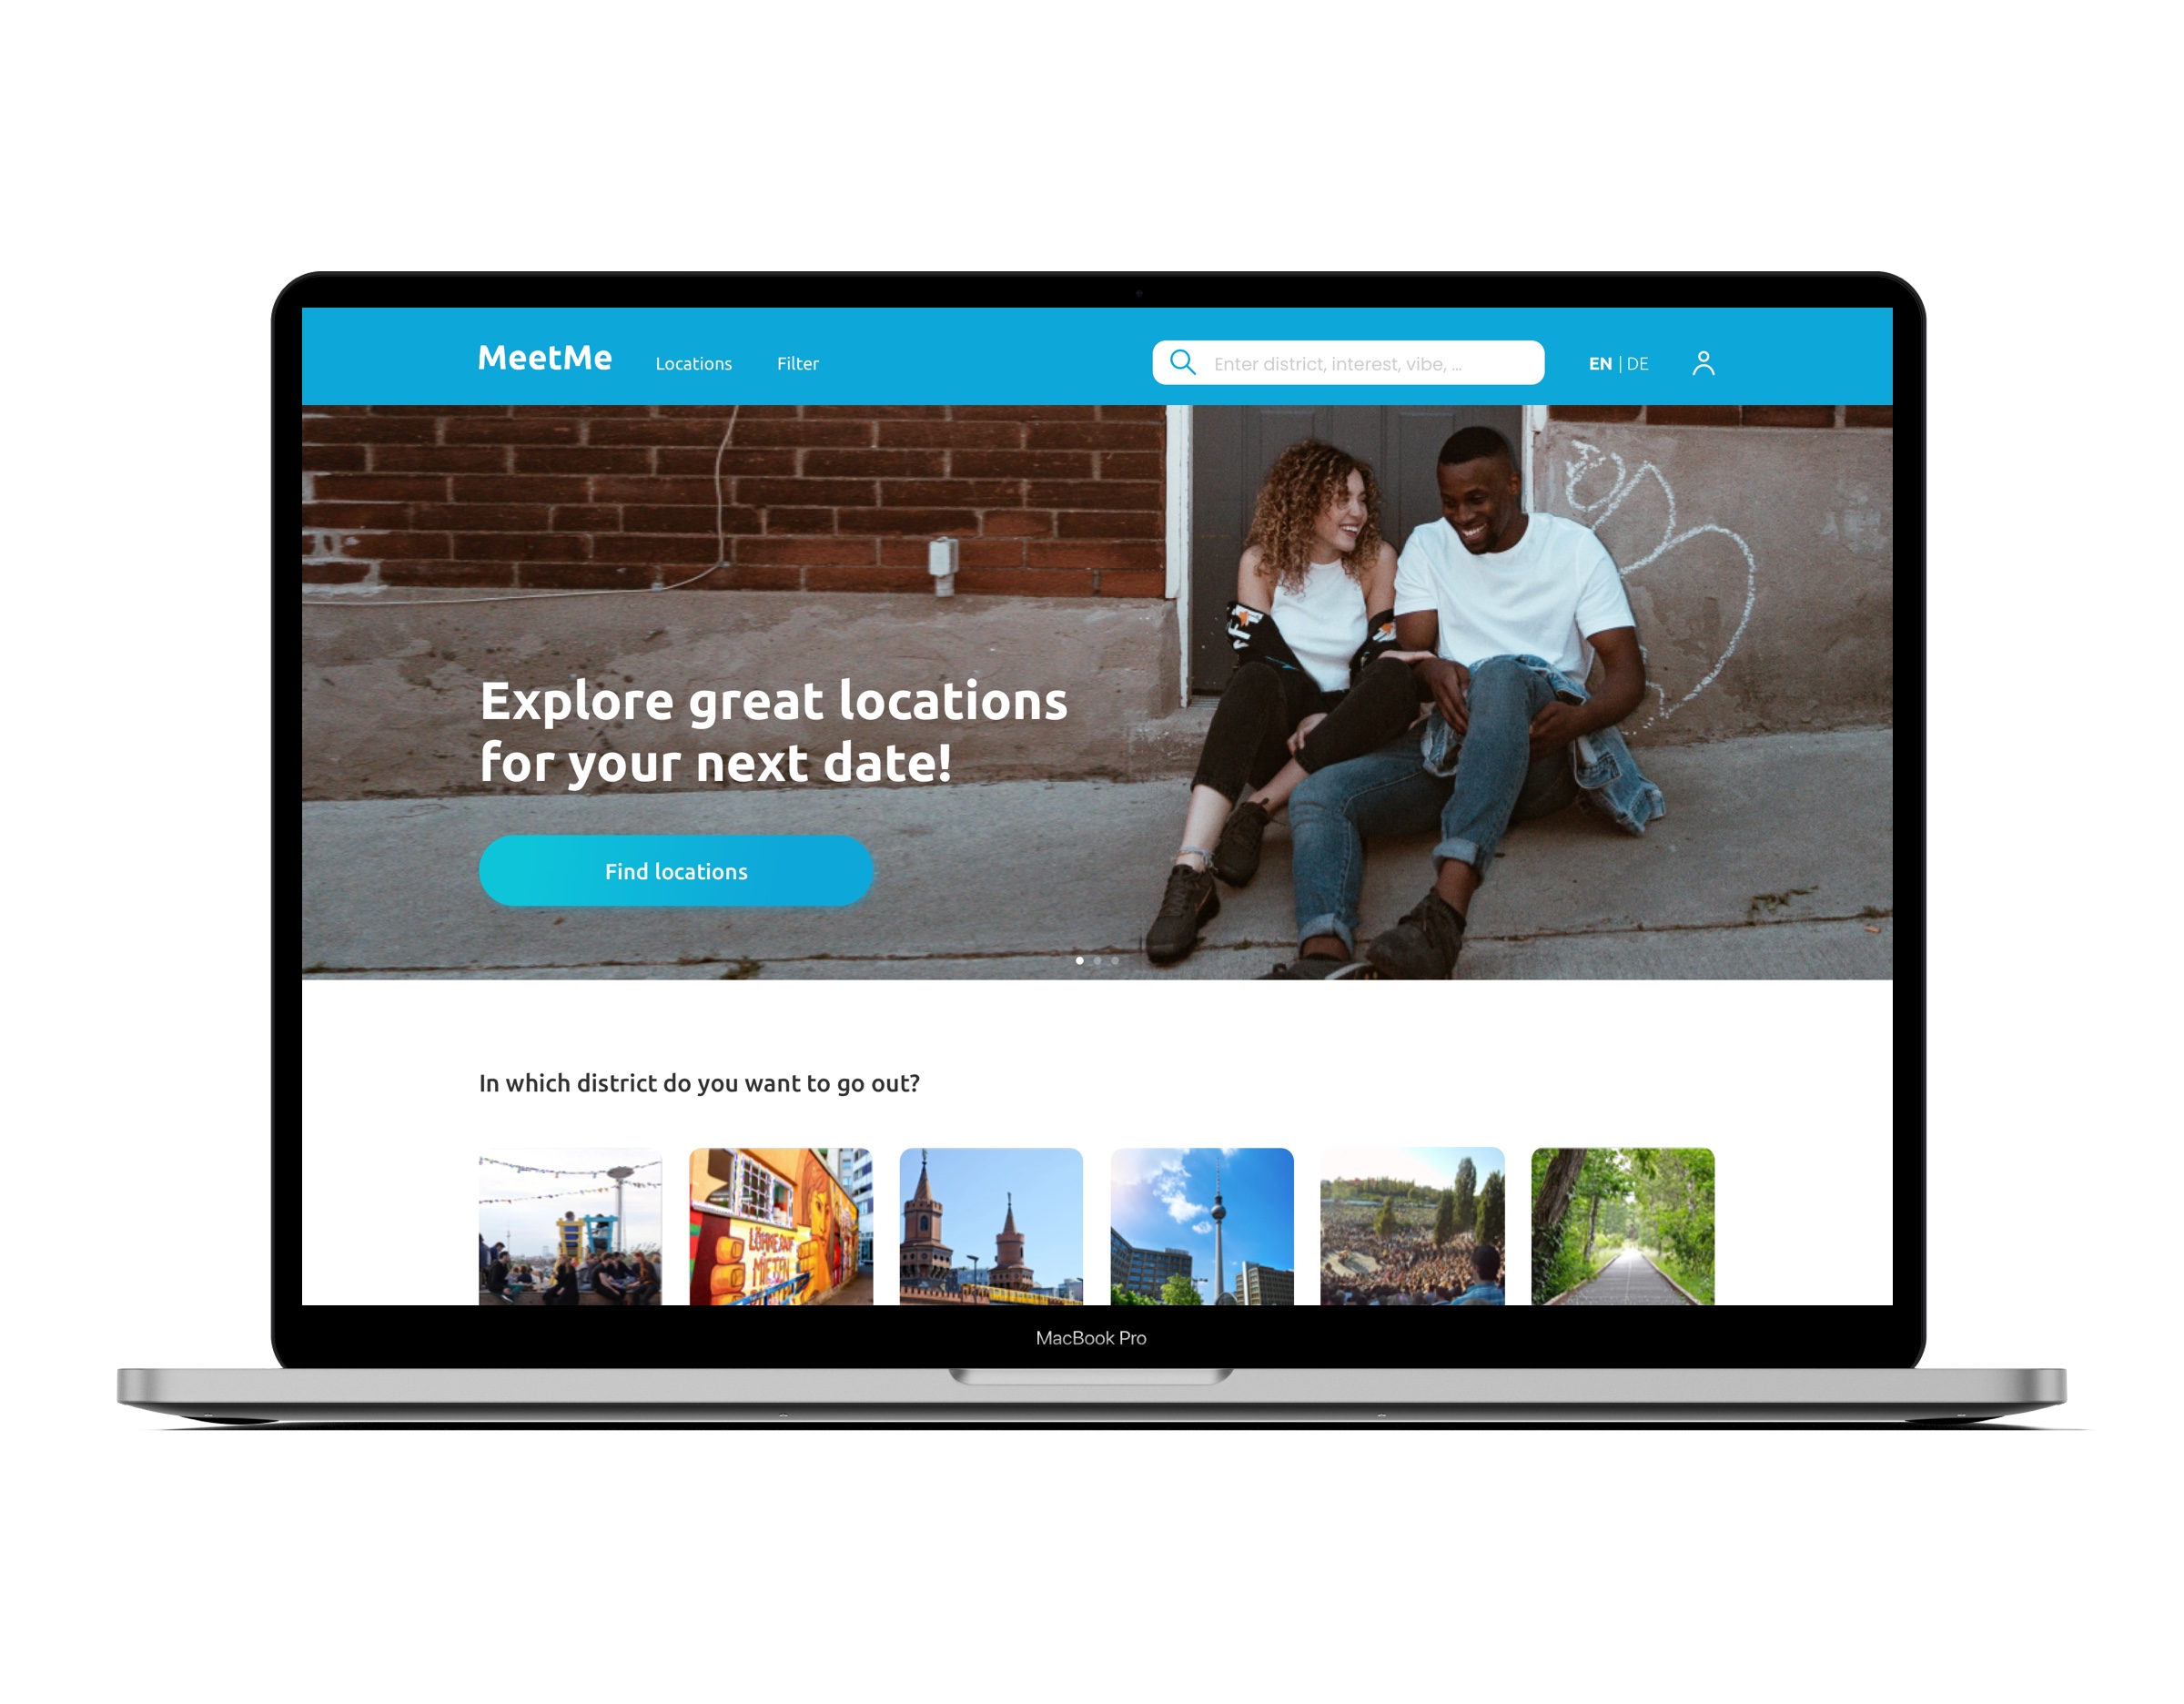 MeetMe
Locations
Filter
Enter district, interest, vibe, ...
EN | DE
Explore great locations
for your next date!
Find locations
In which district do you want to go out?
MIETEN
MacBook Pro